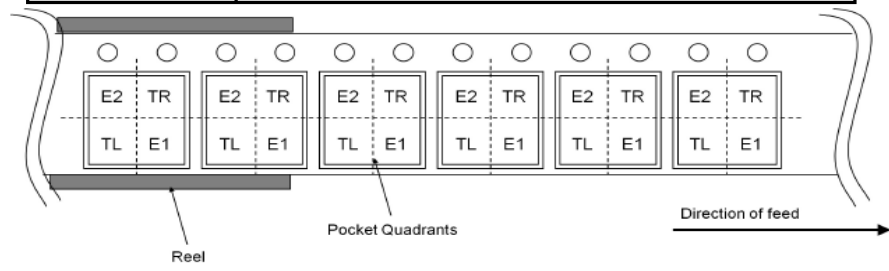 E2 TR E2 TR E2 TR E2 TR E2 TR E2 TR
TL E1 TL E1 TL E1 TL E1 TL E1 TL E1
Direction of feed
Pocket Quadrants
Reel